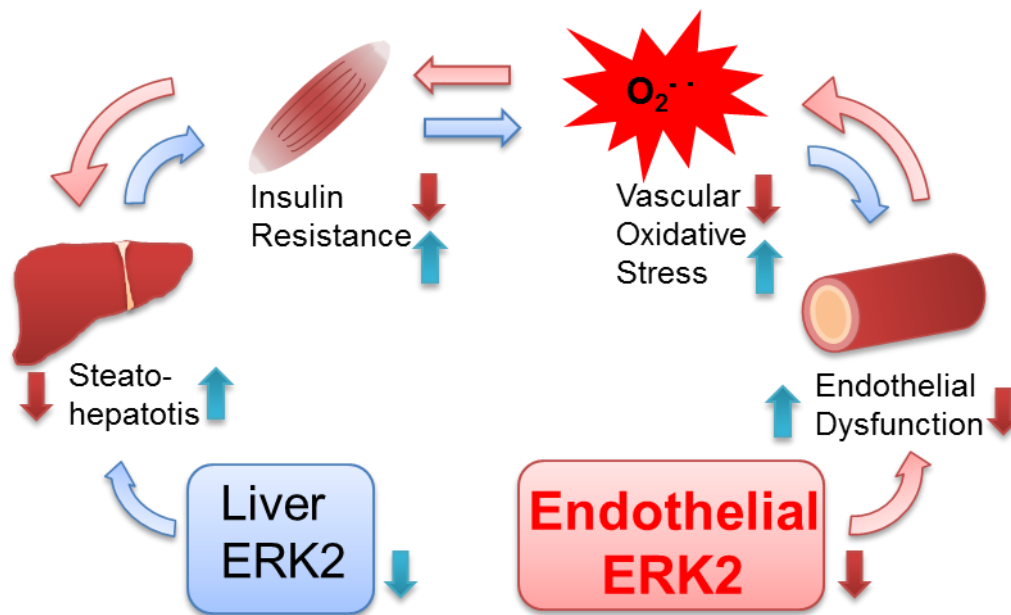 O₂⁻·
Insulin
Resistance
Vascular
Oxidative
Stress
Steato-
hepatotis
Endothelial
Dysfunction
Liver
ERK2
Endothelial
ERK2